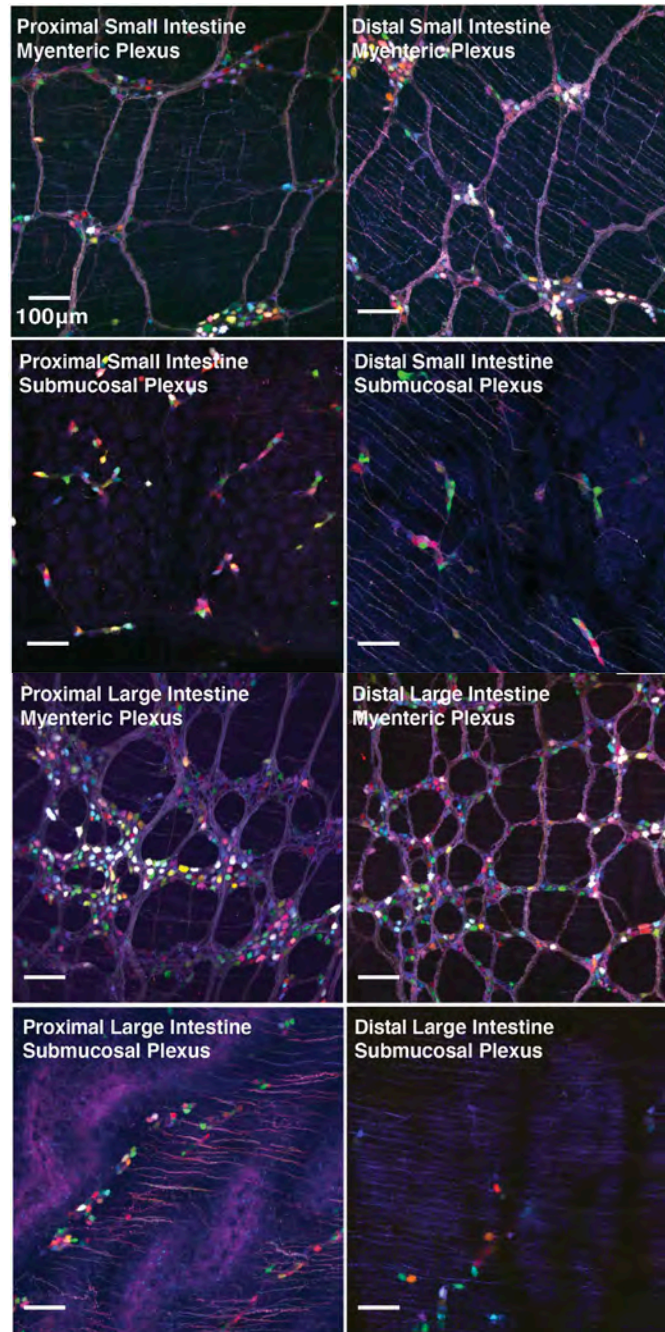 Proximal Small Intestine
Myenteric Plexus
100µm
Distal Small Intestine
Myenteric Plexus
Proximal Small Intestine
Submucosal Plexus
Distal Small Intestine
Submucosal Plexus
Proximal Large Intestine
Myenteric Plexus
Distal Large Intestine
Myenteric Plexus
Proximal Large Intestine
Submucosal Plexus
Distal Large Intestine
Submucosal Plexus